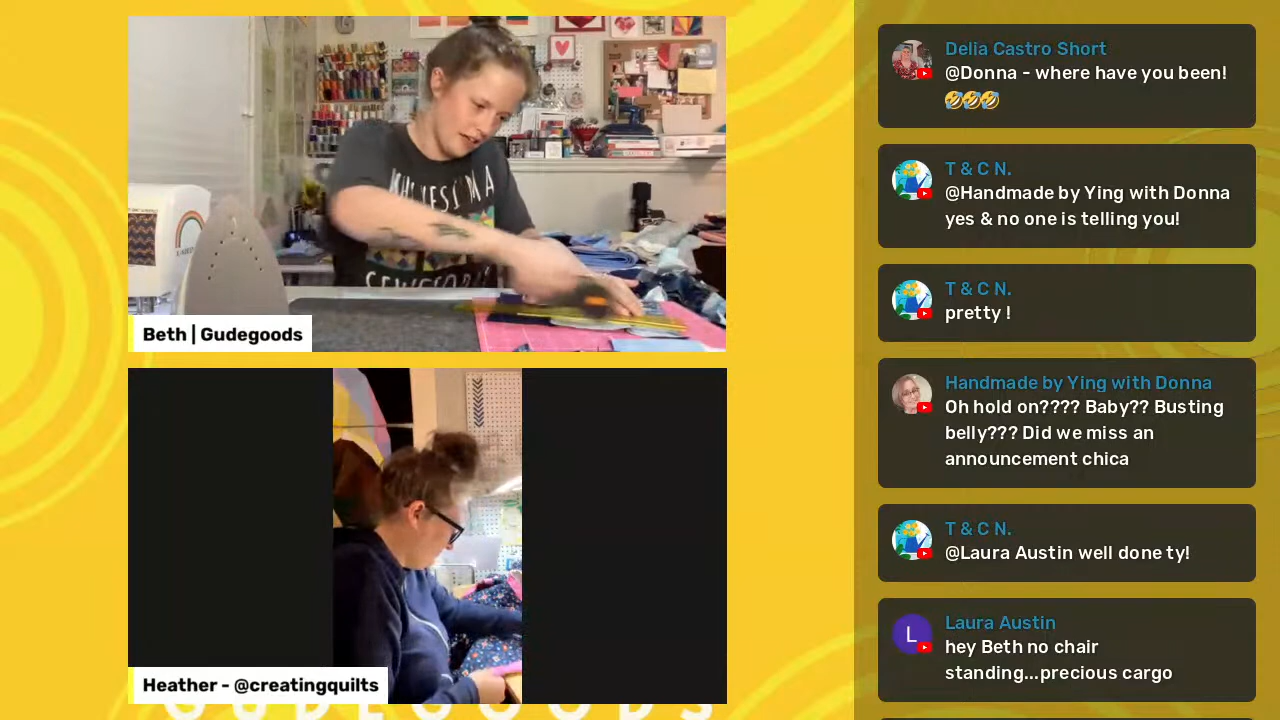 Beth | Gudegoods
Heather - @creatingquilts
GUDEGOODS
Delia Castro Short
@Donna - where have you been!
🤣🤣🤣
T & C N.
@Handmade by Ying with Donna
yes & no one is telling you!
T & C N.
pretty !
Handmade by Ying with Donna
Oh hold on???? Baby?? Busting
belly??? Did we miss an
announcement chica
T & C N.
@Laura Austin well done ty!
L
Laura Austin
hey Beth no chair
standing...precious cargo